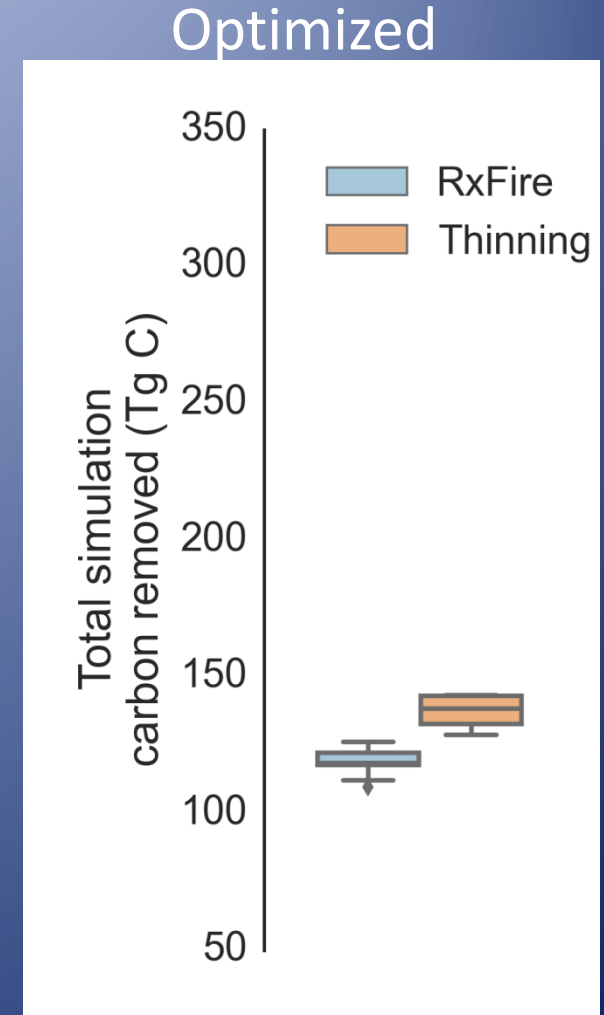 Optimized
350
300
250
200
150
100
50
Total simulation
carbon removed (Tg C)
RxFire
Thinning